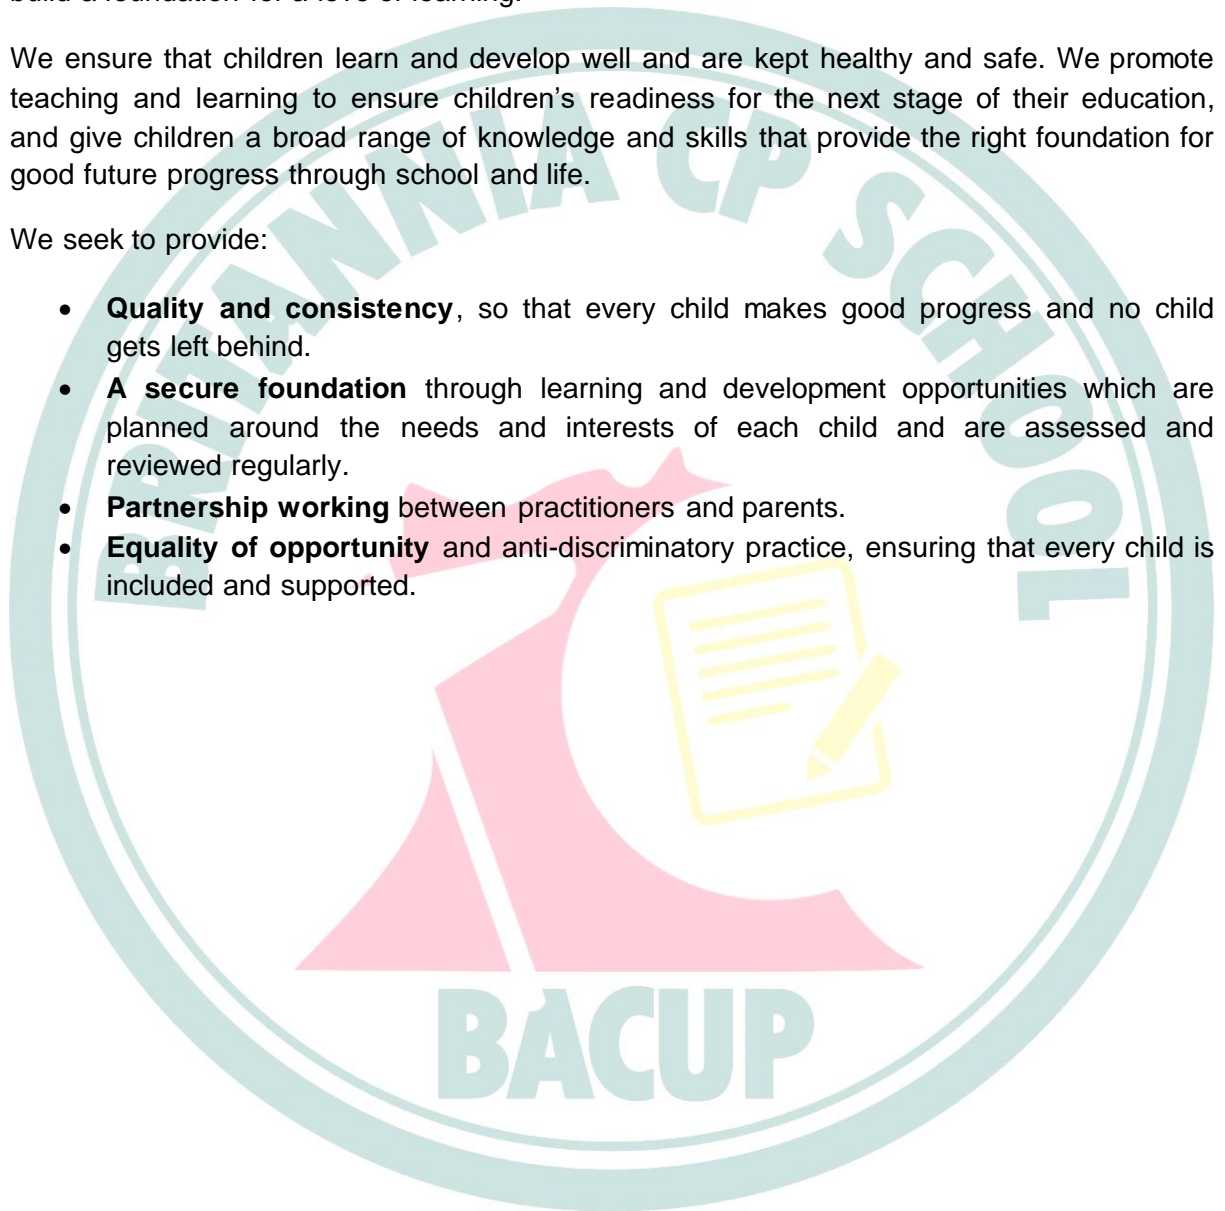 build a foundation for a love of learning.
We ensure that children learn and develop well and are kept healthy and safe. We promote
teaching and learning to ensure children’s readiness for the next stage of their education,
and give children a broad range of knowledge and skills that provide the right foundation for
good future progress through school and life.
We seek to provide:
• Quality and consistency, so that every child makes good progress and no child
gets left behind.
• A secure foundation through learning and development opportunities which are
planned around the needs and interests of each child and are assessed and
reviewed regularly.
• Partnership working between practitioners and parents.
• Equality of opportunity and anti-discriminatory practice, ensuring that every child is
included and supported.
BRITANNIA CP SCHOOL
BACUP